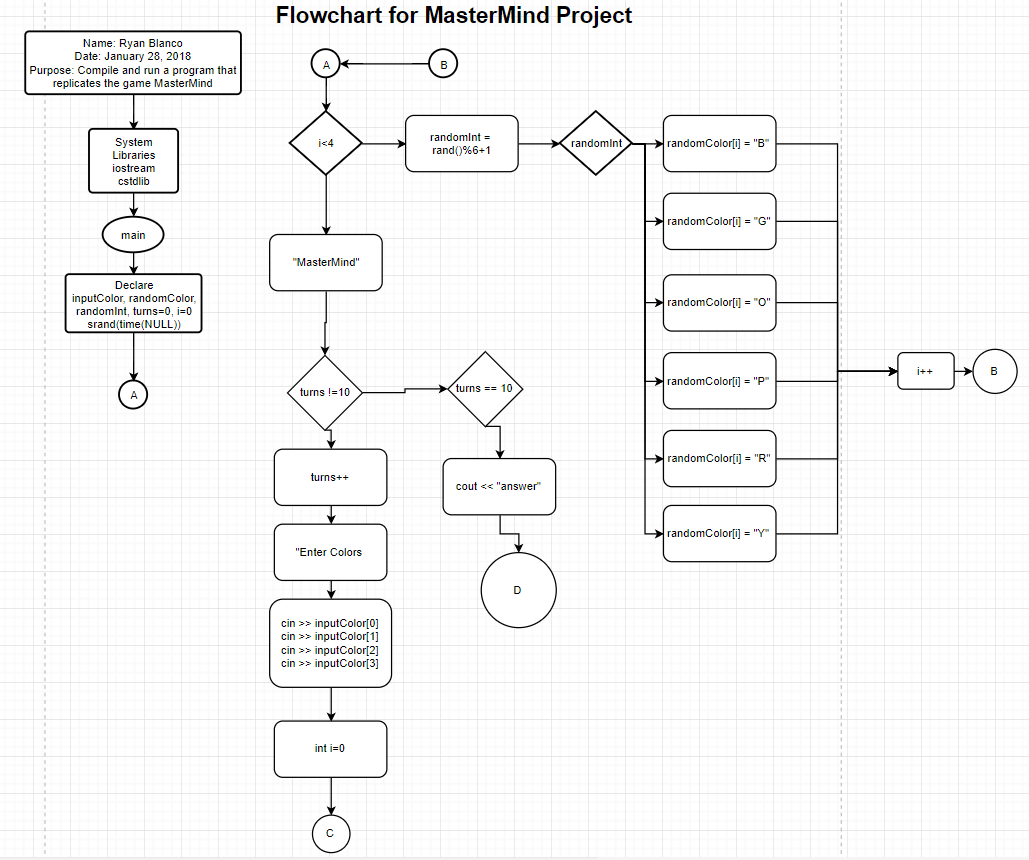 Flowchart for MasterMind Project
Name: Ryan Blanco
Date: January 28, 2018
Purpose: Compile and run a program that
replicates the game MasterMind
System
Libraries
iostream
cstdlib
main
Declare
inputColor, randomColor,
randomInt, turns=0, i=0
srand(time(NULL))
A
A
B
i<4
randomInt =
rand()%6+1
randomInt
randomColor[i] = "B"
randomColor[i] = "G"
randomColor[i] = "O"
randomColor[i] = "P"
randomColor[i] = "R"
randomColor[i] = "Y"
i++
B
"MasterMind"
turns !=10
turns == 10
turns++
cout << "answer"
"Enter Colors
D
cin >> inputColor[0]
cin >> inputColor[1]
cin >> inputColor[2]
cin >> inputColor[3]
int i=0
C